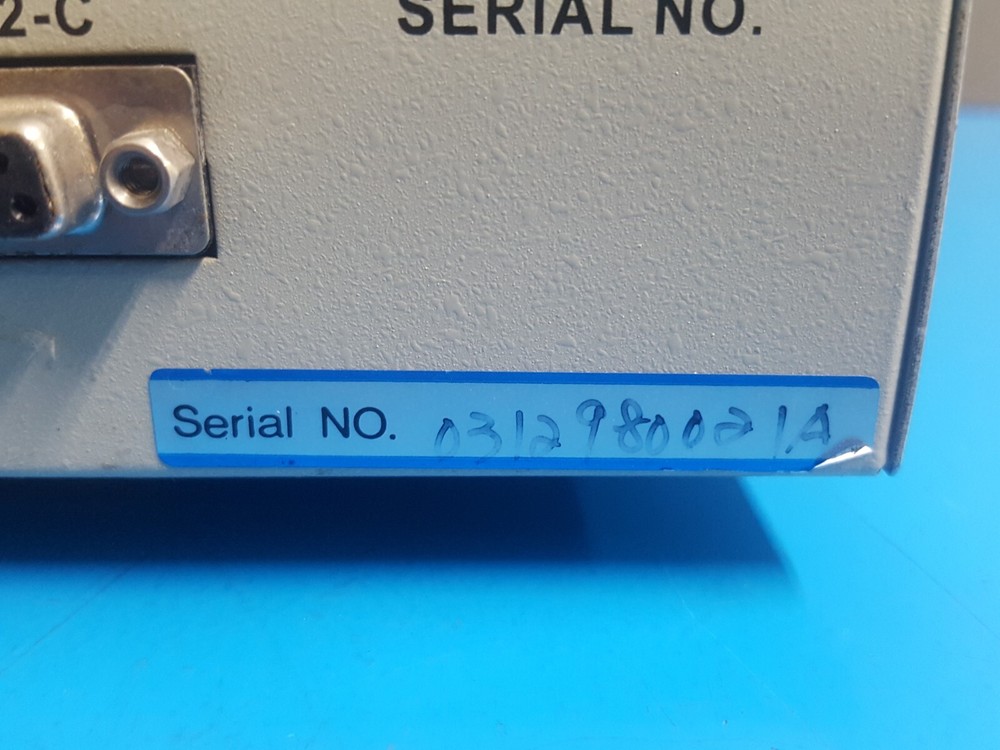 2-C SERIAL NO.
Serial NO. 0312980021A